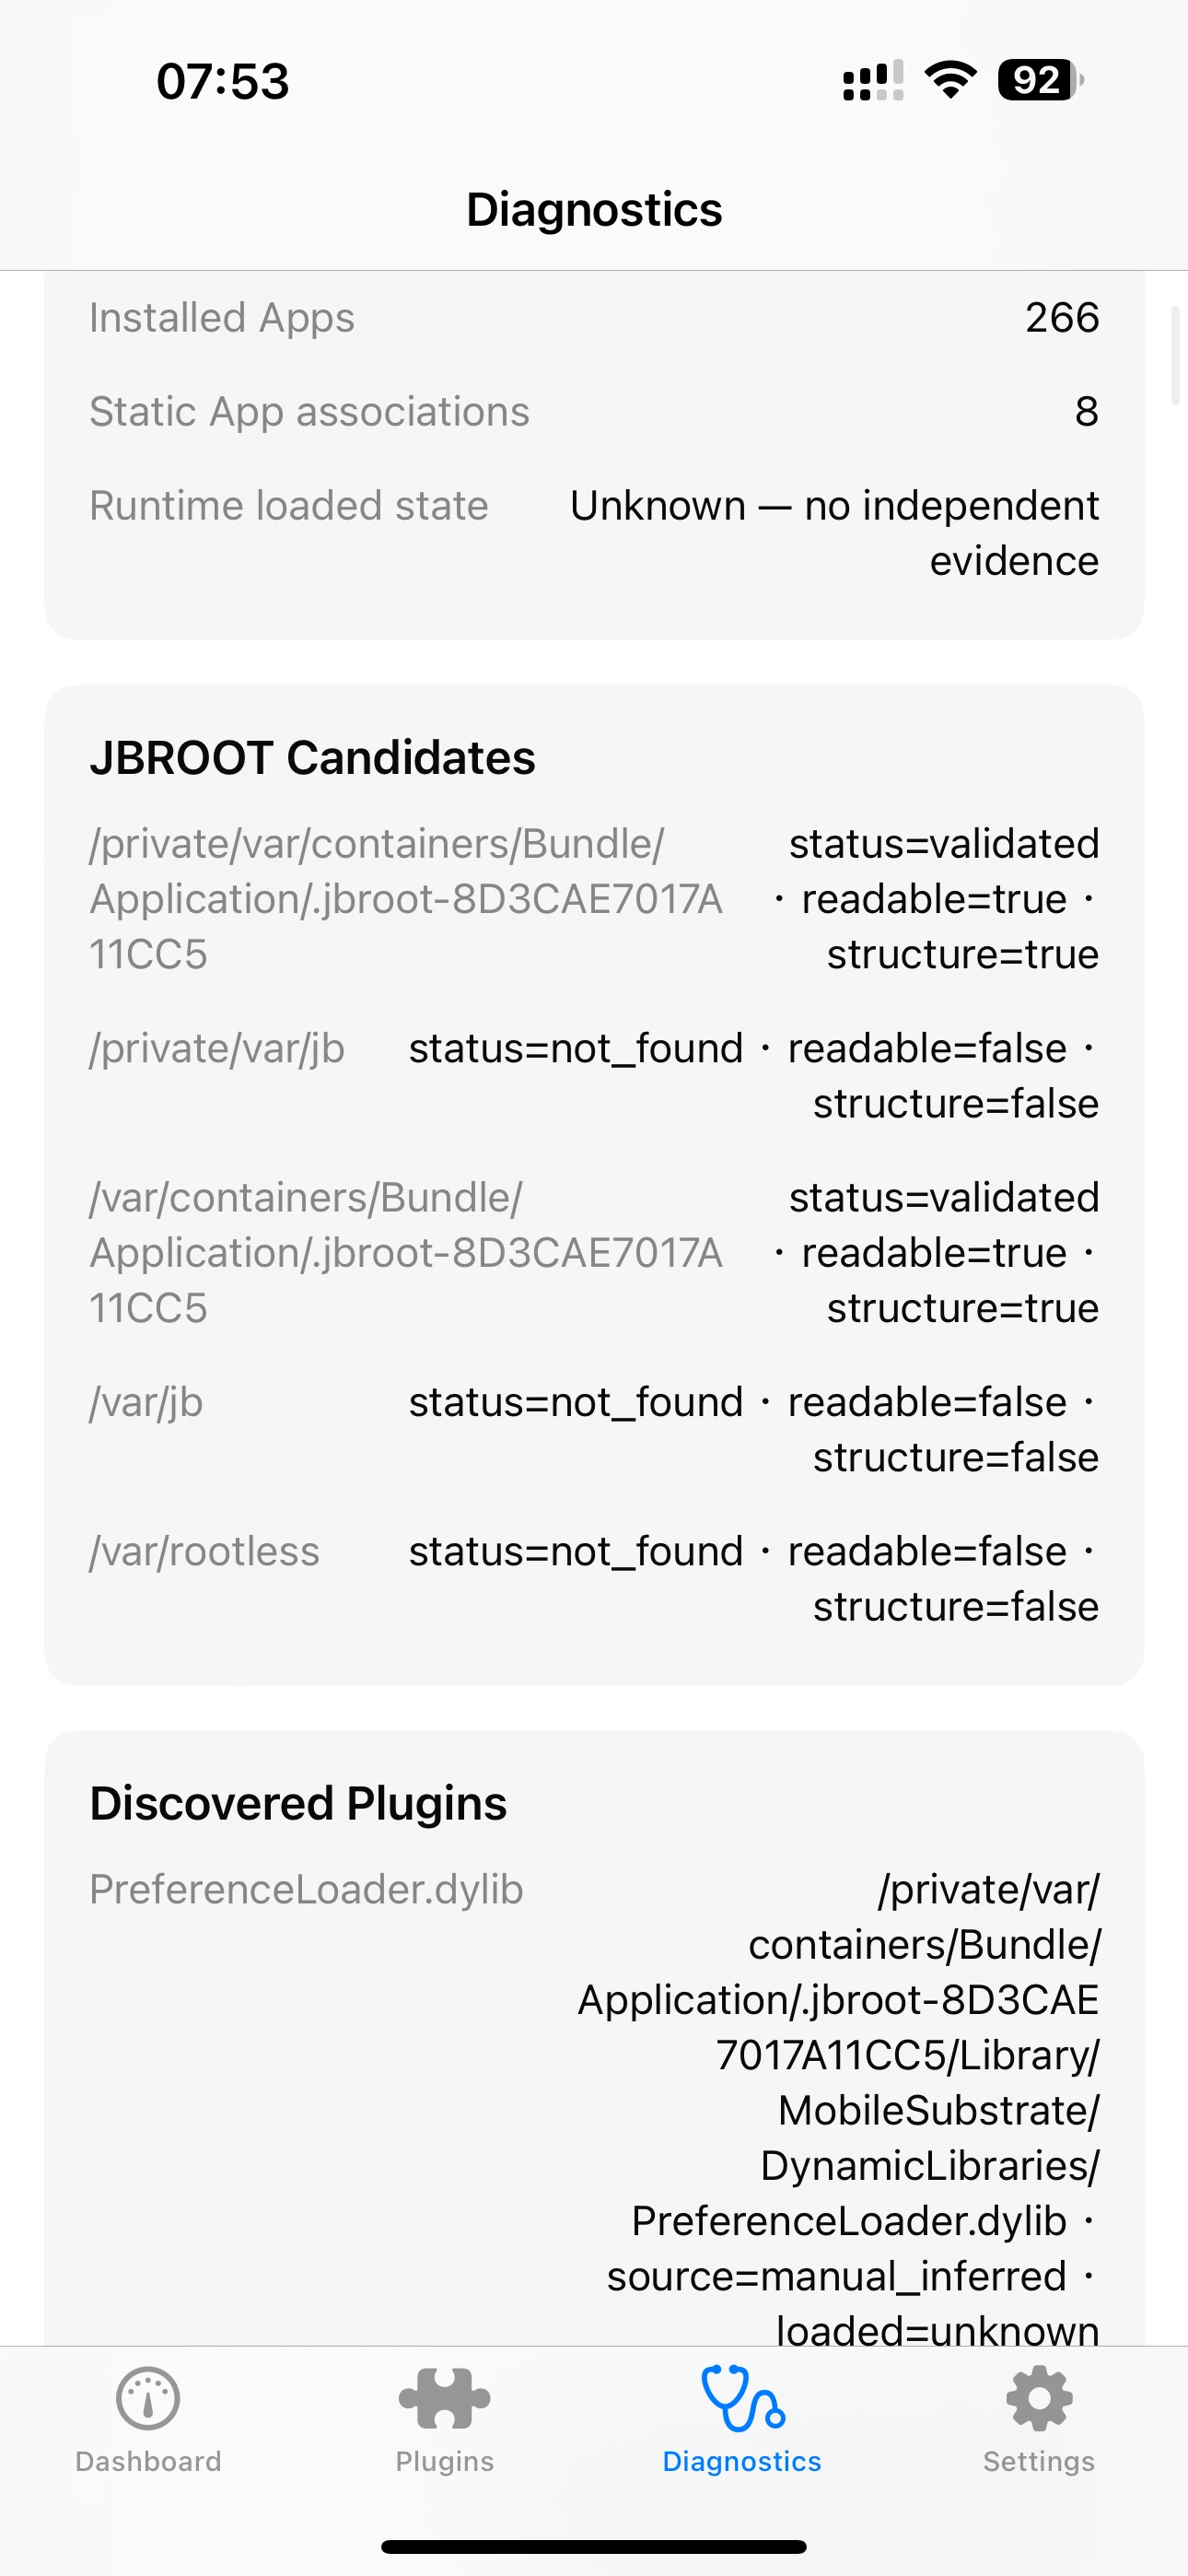 07:53
92
Diagnostics
Installed Apps 266
Static App associations 8
Runtime loaded state Unknown — no independent
evidence
JBROOT Candidates
/private/var/containers/Bundle/ status=validated
Application/.jbroot-8D3CAE7017A · readable=true ·
11CC5 structure=true
/private/var/jb status=not_found · readable=false ·
structure=false
/var/containers/Bundle/ status=validated
Application/.jbroot-8D3CAE7017A · readable=true ·
11CC5 structure=true
/var/jb status=not_found · readable=false ·
structure=false
/var/rootless status=not_found · readable=false ·
structure=false
Discovered Plugins
PreferenceLoader.dylib /private/var/
containers/Bundle/
Application/.jbroot-8D3CAE
7017A11CC5/Library/
MobileSubstrate/
DynamicLibraries/
PreferenceLoader.dylib ·
source=manual_inferred ·
loaded=unknown
Dashboard Plugins Diagnostics Settings